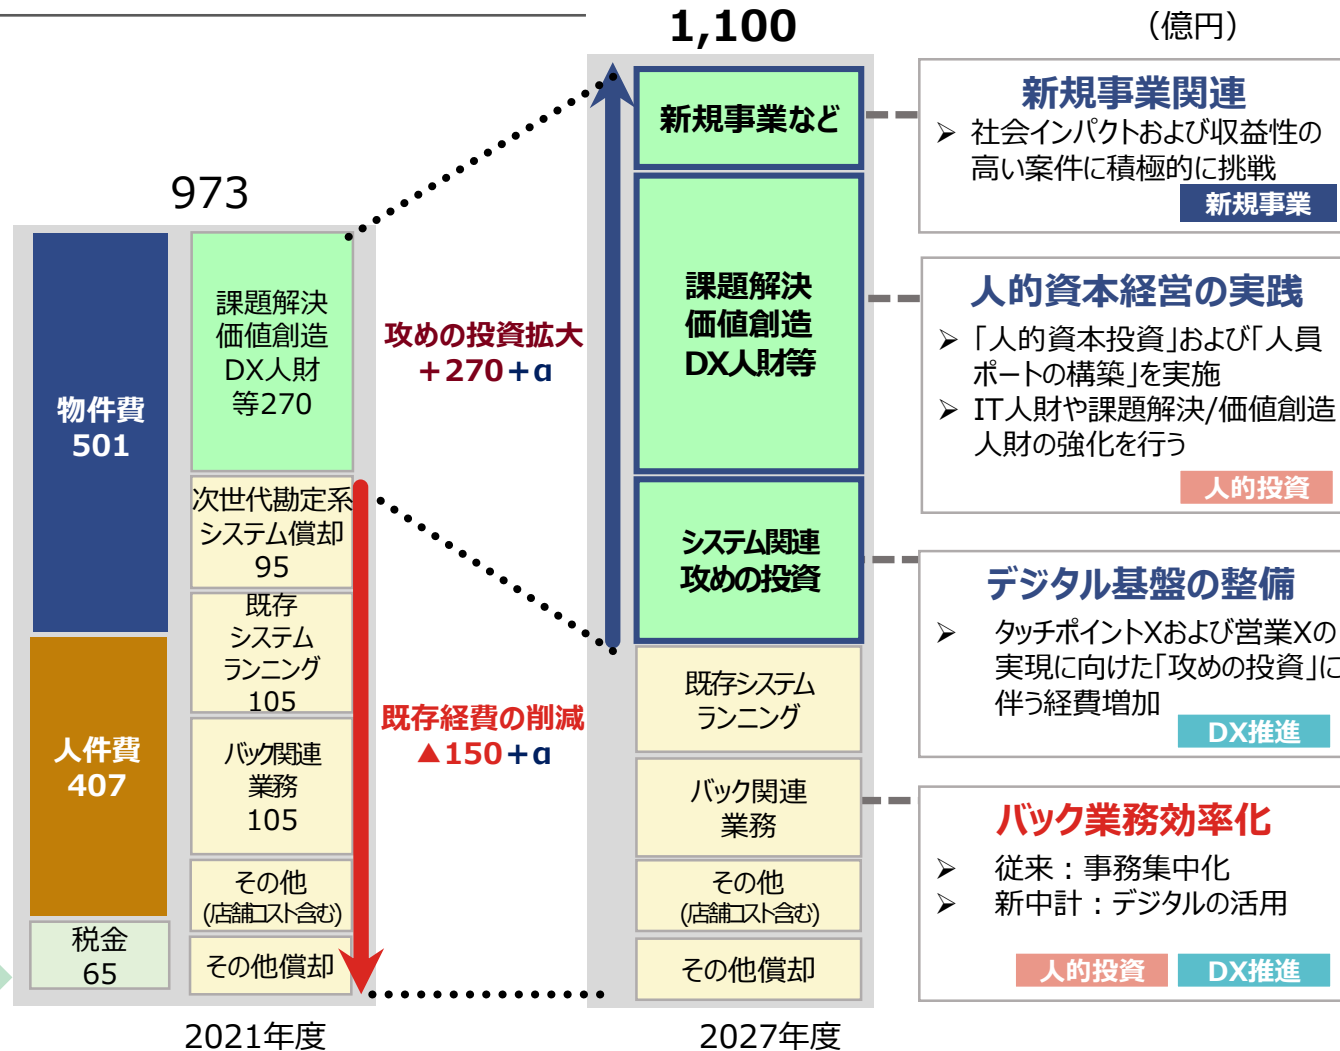 1,100
(億円)
973
物件費
501
人件費
407
税金
65
課題解決
価値創造
DX人財
等270
次世代勘定系
システム償却
95
既存
システム
ランニング
105
バック関連
業務
105
その他
(店舗コスト含む)
その他償却
2021年度
攻めの投資拡大
+270+α
既存経費の削減
▲150+α
新規事業など
課題解決
価値創造
DX人財等
システム関連
攻めの投資
既存システム
ランニング
バック関連
業務
その他
(店舗コスト含む)
その他償却
2027年度
新規事業関連
➢ 社会インパクトおよび収益性の
高い案件に積極的に挑戦
新規事業
人的資本経営の実践
➢ 「人的資本投資」および「人員
ポートの構築」を実施
➢ IT人財や課題解決/価値創造
人財の強化を行う
人的投資
デジタル基盤の整備
➢ タッチポイントXおよび営業Xの
実現に向けた「攻めの投資」に
伴う経費増加
DX推進
バック業務効率化
➢ 従来：事務集中化
➢ 新中計：デジタルの活用
人的投資
DX推進